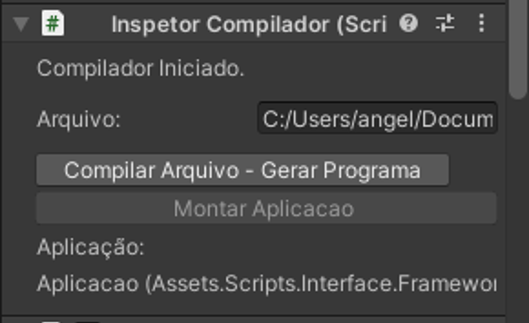 # Inspetor Compilador (Scri
Compilador Iniciado.
Arquivo: C:/Users/angel/Docum
Compilar Arquivo - Gerar Programa
Montar Aplicacao
Aplicação:
Aplicacao (Assets.Scripts.Interface.Framewor